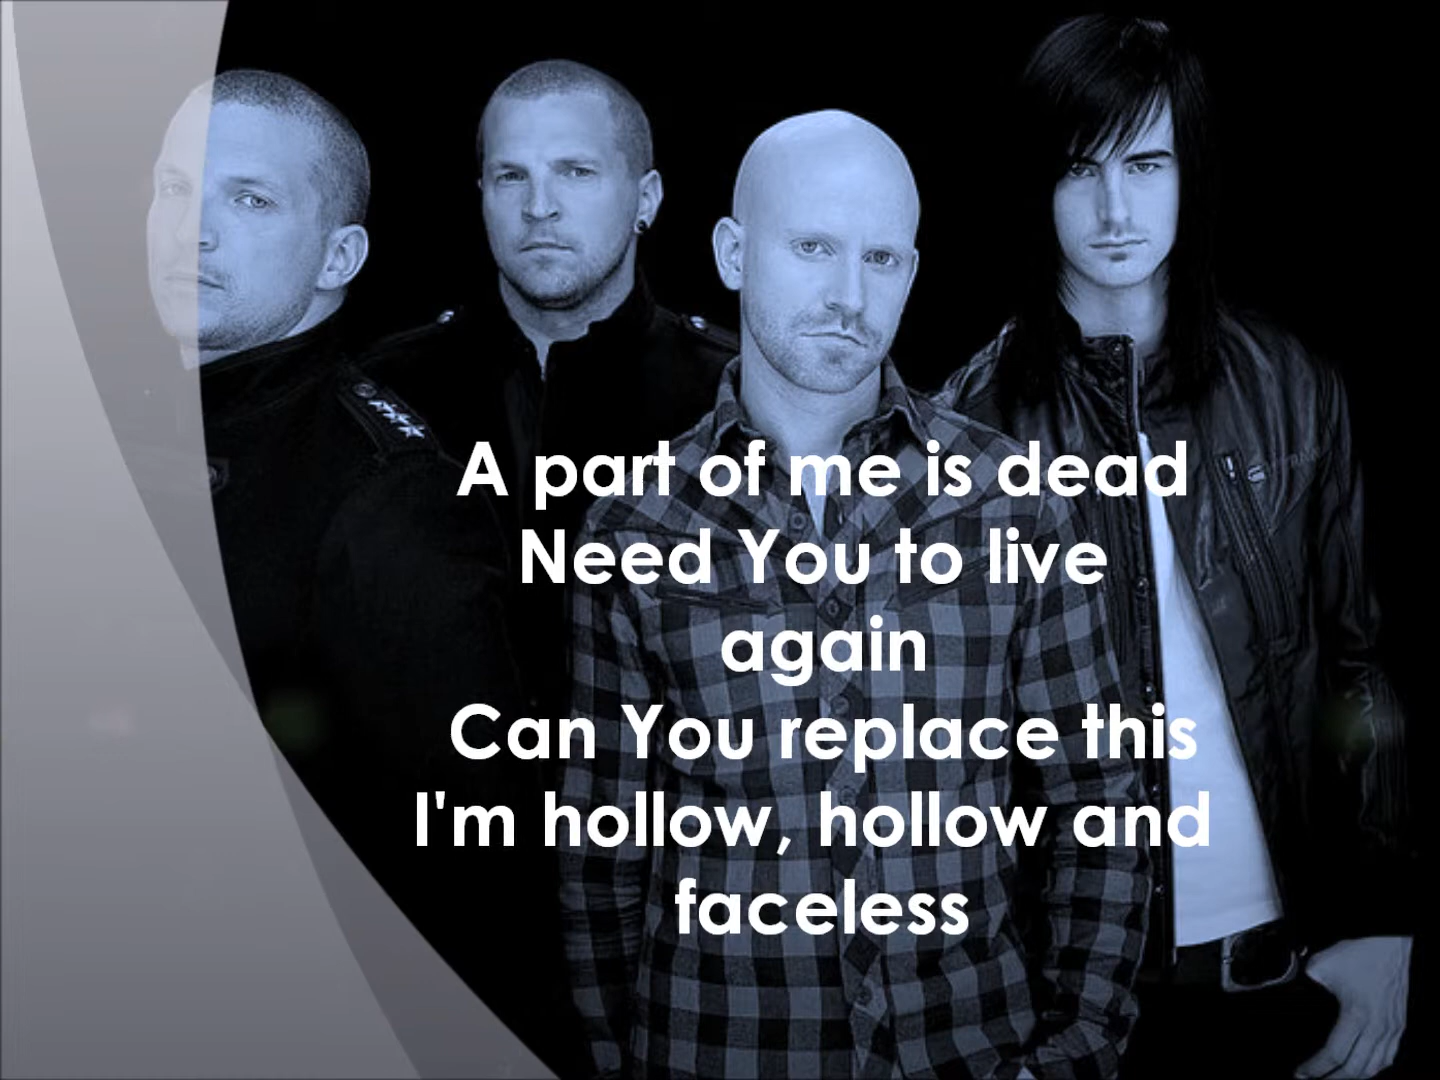 A part of me is dead
Need You to live
again
Can You replace this
I'm hollow, hollow and
faceless